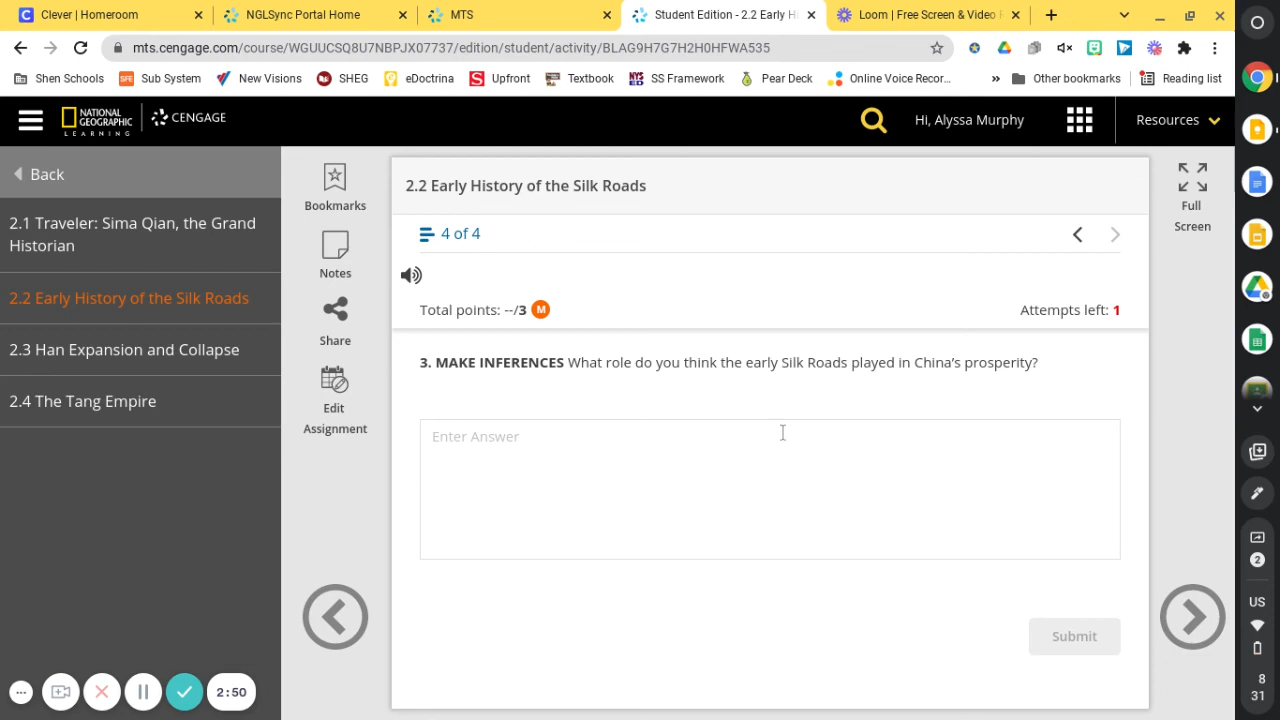 Clever | Homeroom
NGLSync Portal Home
MTS
Student Edition - 2.2 Early H
Loom | Free Screen & Video R
mts.cengage.com/course/WGUUCSQ8U7NBPJX07737/edition/student/activity/BLAG9H7G7H2H0HFWA535
Shen Schools
Sub System
New Visions
SHEG
eDoctrina
Upfront
Textbook
SS Framework
Pear Deck
Online Voice Recor...
Other bookmarks
Reading list
NATIONAL
GEOGRAPHIC
LEARNING
CENGAGE
Hi, Alyssa Murphy
Resources
Back
2.1 Traveler: Sima Qian, the Grand
Historian
2.2 Early History of the Silk Roads
2.3 Han Expansion and Collapse
2.4 The Tang Empire
Bookmarks
Notes
Share
Edit
Assignment
2.2 Early History of the Silk Roads
4 of 4
Total points: --/3 M
Attempts left: 1
3. MAKE INFERENCES What role do you think the early Silk Roads played in China's prosperity?
Enter Answer
Submit
Full
Screen
2:50
2
US
8
31